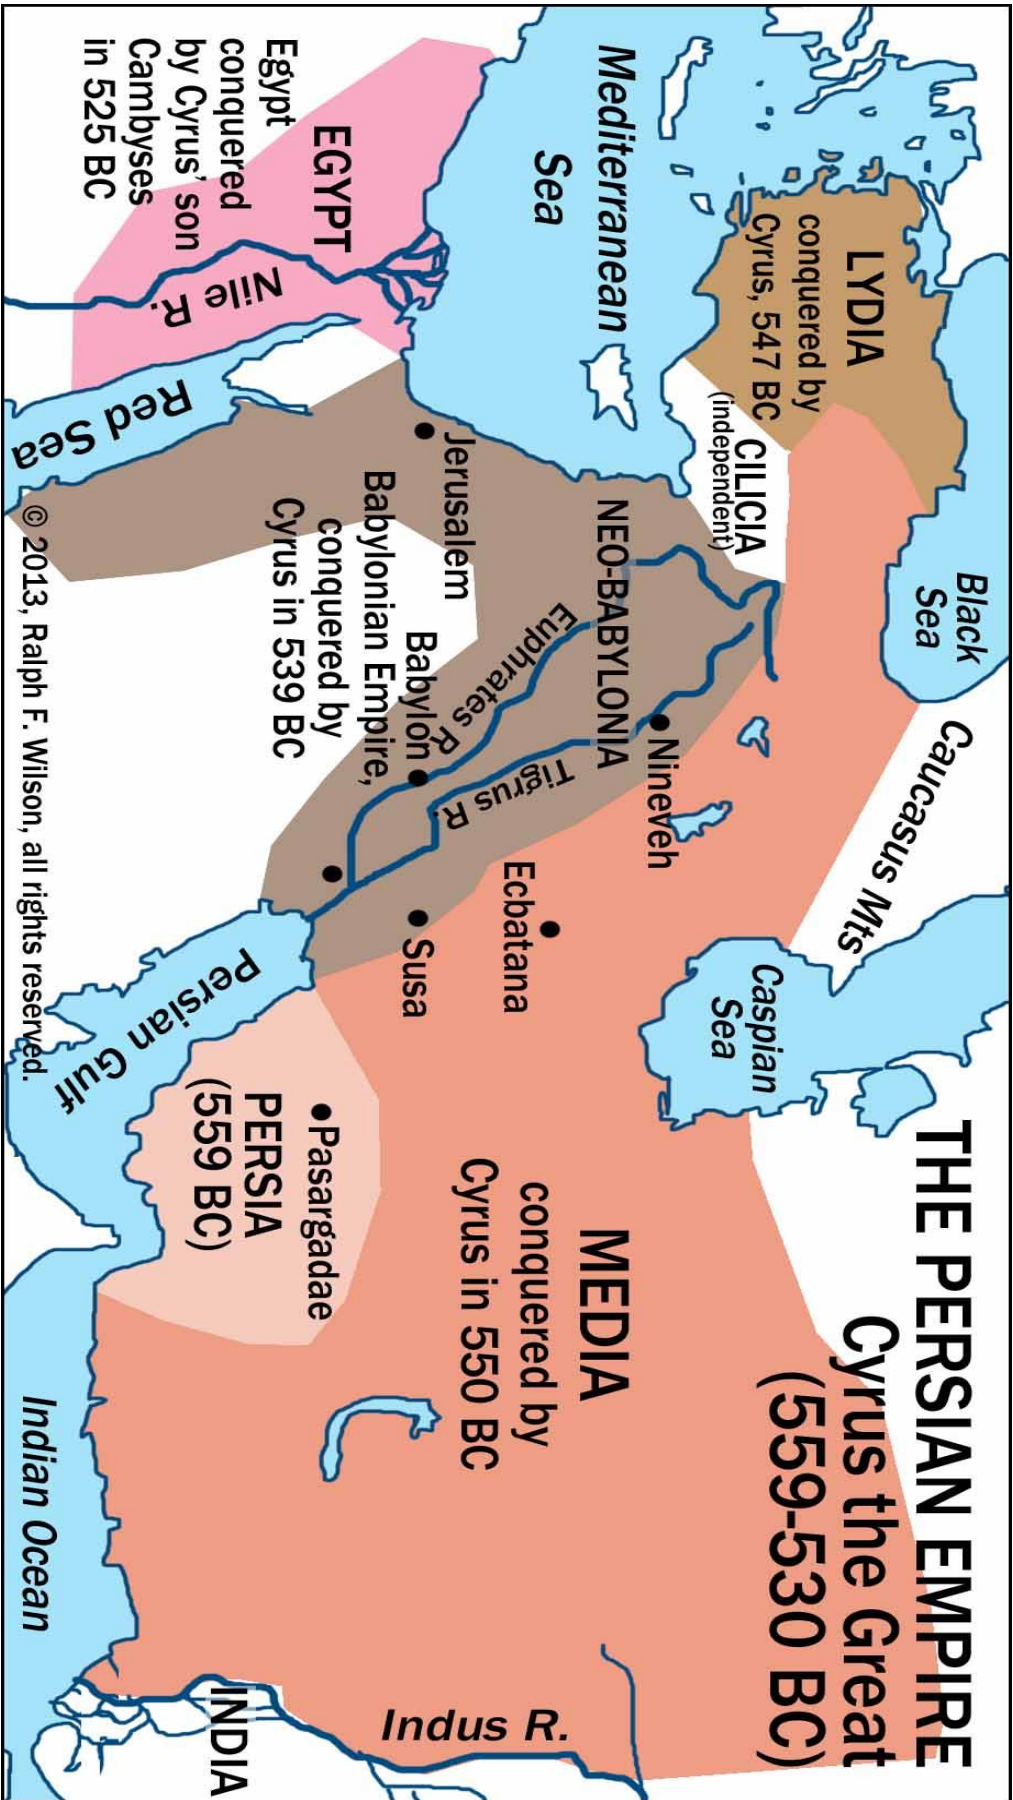 THE PERSIAN EMPIRE
Cyrus the Great
(559-530 BC)
Black
Sea
Caucasus Mts
Caspian
Sea
LYDIA
conquered by
Cyrus, 547 BC
CILICIA
(independent)
Mediterranean
Sea
NEO-BABYLONIA
Nineveh
Euphrates R.
Tigrus R.
Ecbatana
MEDIA
conquered by
Cyrus in 550 BC
Jerusalem
Babylon
Susa
Babylonian Empire,
conquered by
Cyrus in 539 BC
EGYPT
Egypt
conquered
by Cyrus' son
Cambyses
in 525 BC
Nile R.
Red Sea
Persian Gulf
Pasargadae
PERSIA
(559 BC)
Indus R.
INDIA
Indian Ocean
© 2013, Ralph F. Wilson, all rights reserved.